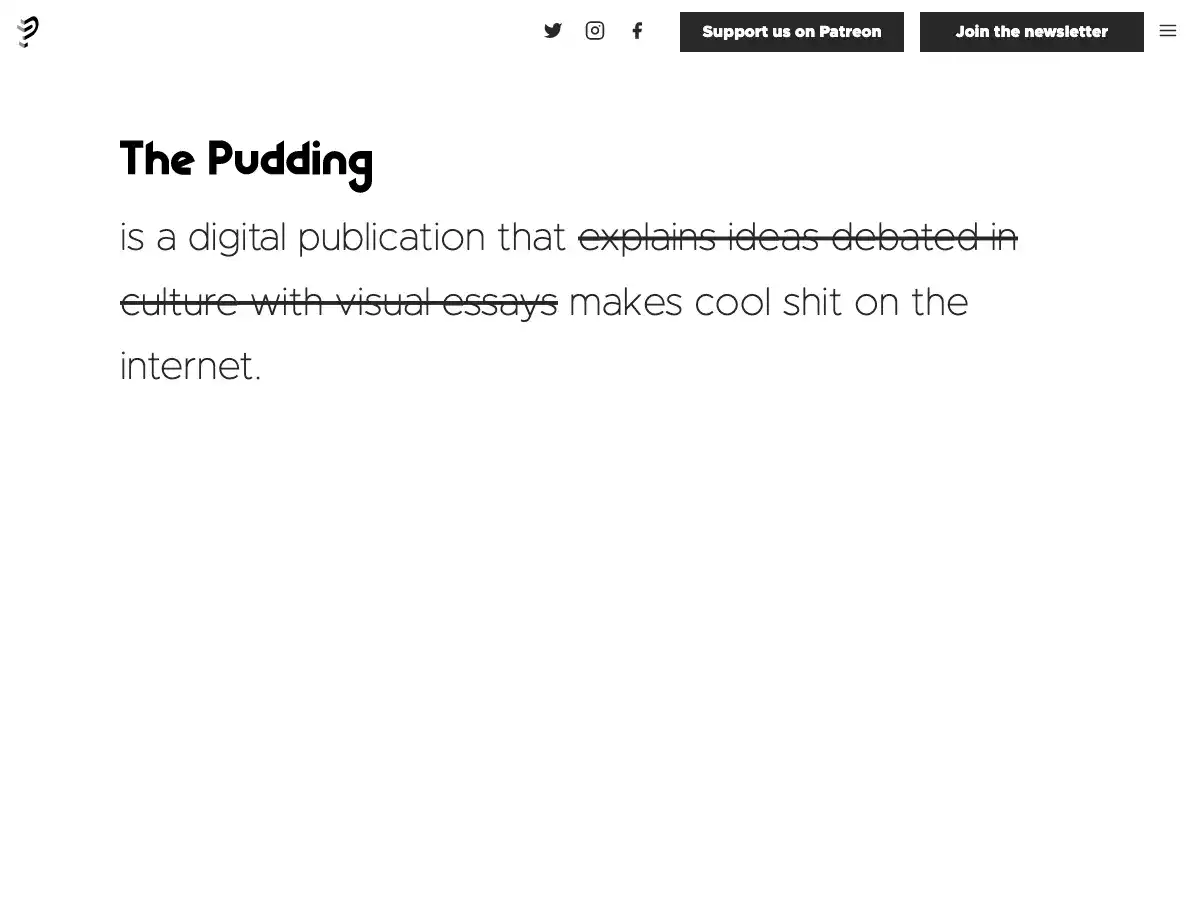 Support us on Patreon
Join the newsletter
The Pudding
is a digital publication that explains ideas debated in
culture with visual essays makes cool shit on the
internet.